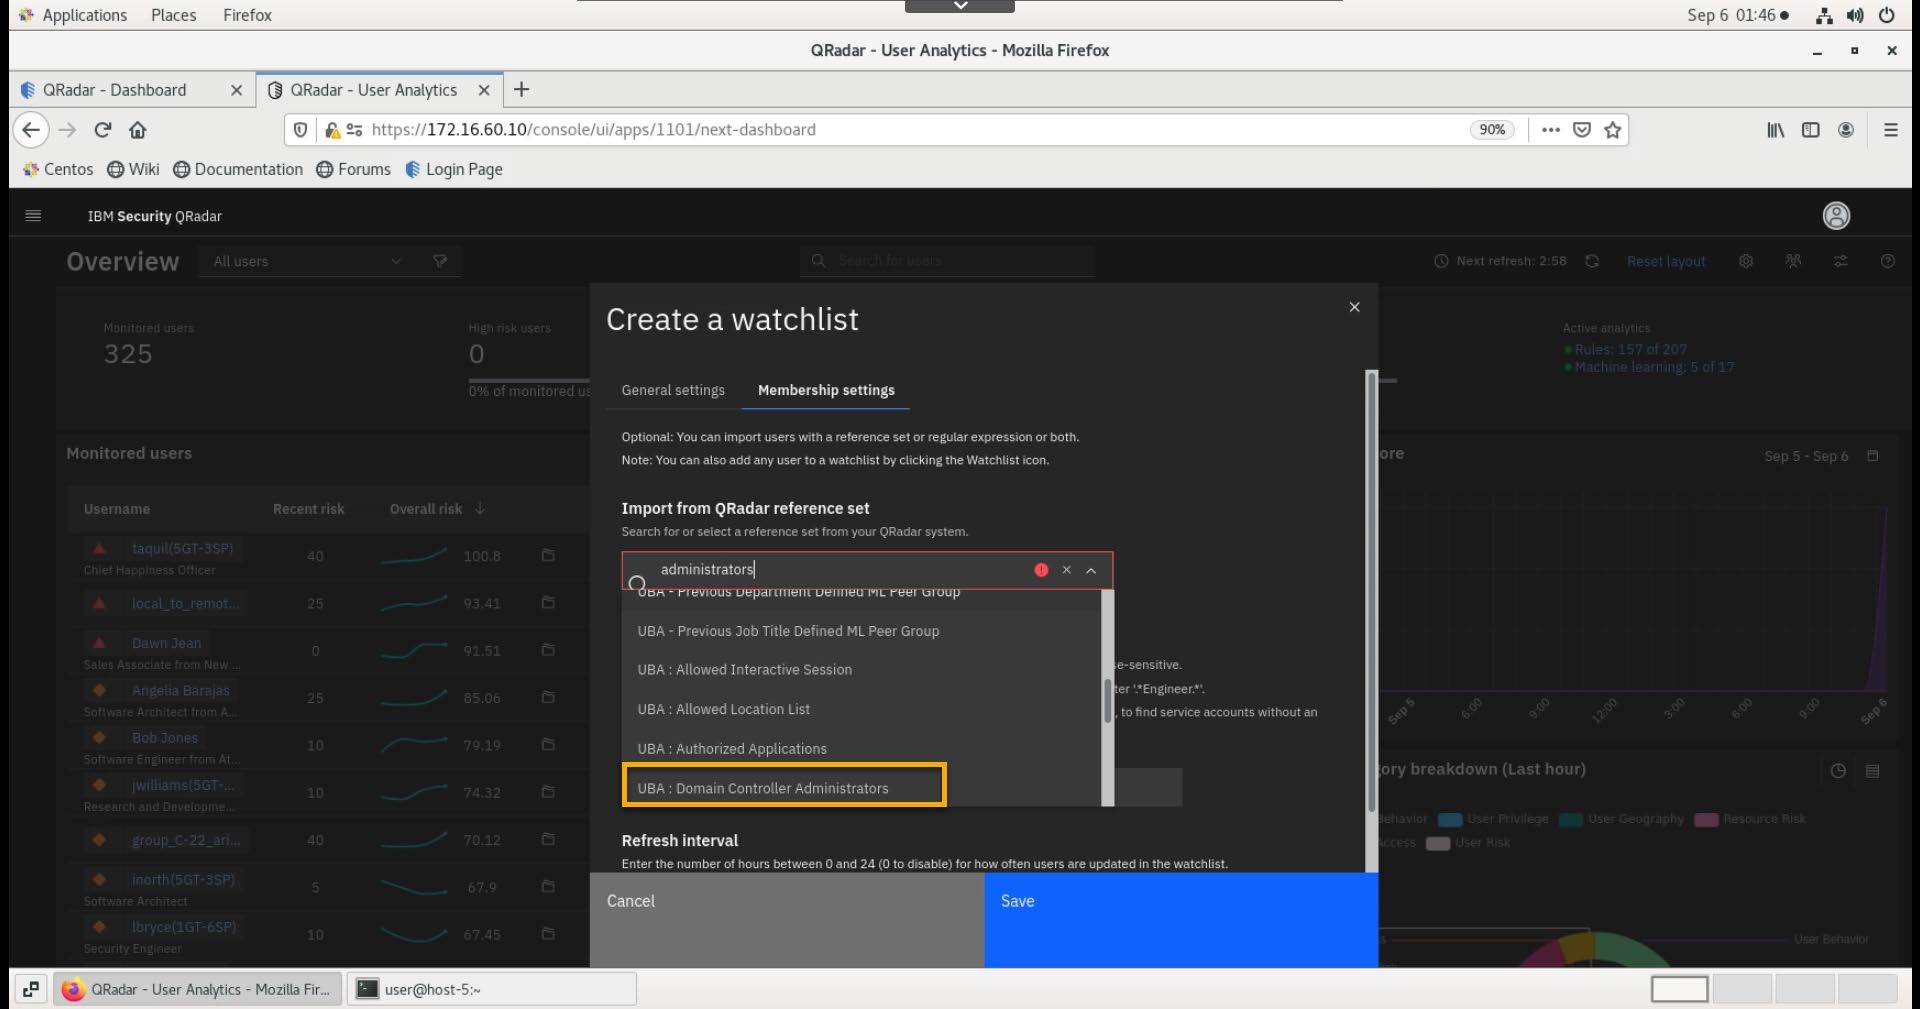 Applications Places Firefox Sep 6 01:46
QRadar - User Analytics - Mozilla Firefox
QRadar - Dashboard QRadar - User Analytics
https://172.16.60.10/console/ui/apps/1101/next-dashboard 90%
Centos Wiki Documentation Forums Login Page
IBM Security QRadar
Overview All users Search for users Next refresh: 2:58 Reset layout
Create a watchlist
Monitored users High risk users Active analytics
325 0 Rules: 157 of 207
Machine learning: 5 of 17
0% of monitored us
General settings Membership settings
Optional: You can import users with a reference set or regular expression or both.
Note: You can also add any user to a watchlist by clicking the Watchlist icon.
Monitored users
ore Sep 5 - Sep 6
Import from QRadar reference set
Search for or select a reference set from your QRadar system.
administrators
UBA - Previous Department Defined ML Peer Group
UBA - Previous Job Title Defined ML Peer Group
UBA : Allowed Interactive Session
UBA : Allowed Location List
UBA : Authorized Applications
UBA : Domain Controller Administrators
se-sensitive.
ter '.*Engineer.*'.
, to find service accounts without an
Refresh interval
Enter the number of hours between 0 and 24 (0 to disable) for how often users are updated in the watchlist.
Cancel Save
Username Recent risk Overall risk
taquil(5GT-3SP) 40 100.8
Chief Happiness Officer
local_to_remot... 25 93.41
Dawn Jean 0 91.51
Sales Associate from New ...
Angelia Barajas 25 85.06
Software Architect from A...
Bob Jones 10 79.19
Software Engineer from At...
jwilliams(5GT-... 10 74.32
Research and Developme...
group_C-22_ari... 40 70.12
inorth(5GT-3SP) 5 67.9
Software Architect
lbryce(1GT-6SP) 10 67.45
Security Engineer
Sep 5 6:00 9:00 12:00 3:00 6:00 9:00 Sep 6
gory breakdown (Last hour)
Behavior User Privilege User Geography Resource Risk
Access User Risk
User Behavior
QRadar - User Analytics - Mozilla Fir... user@host-5:~